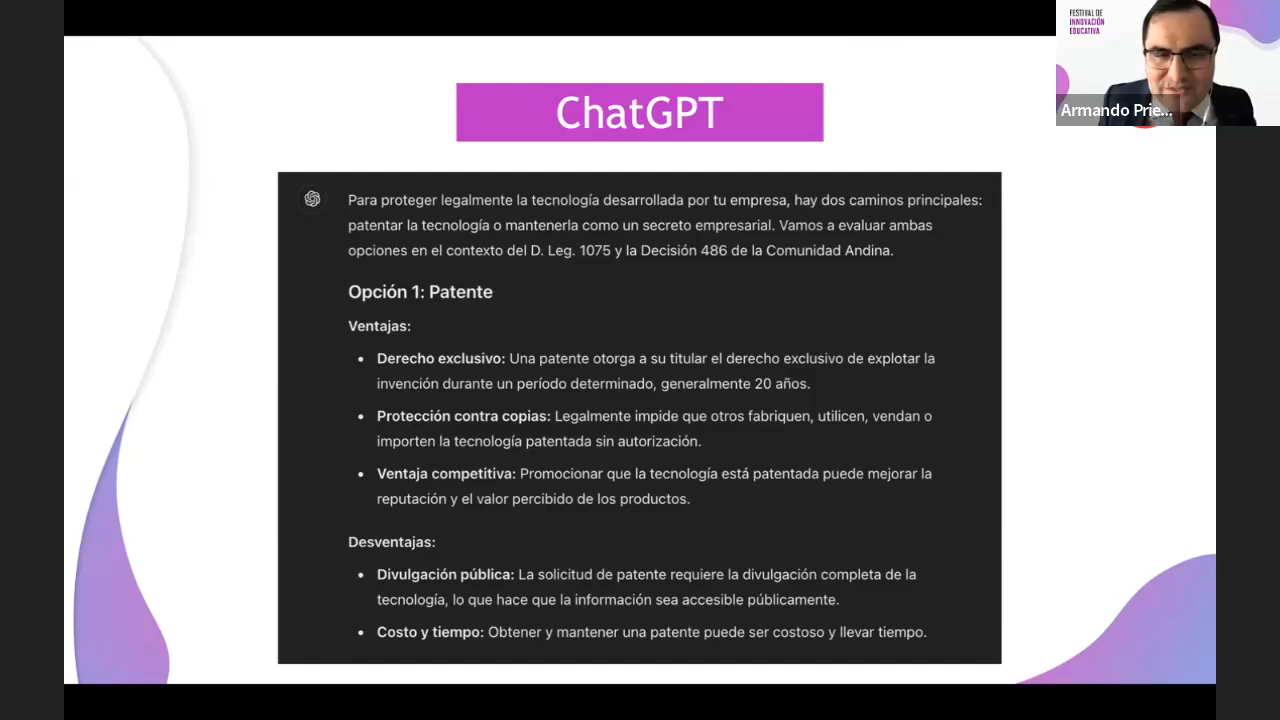 FESTIVAL DE
INNOVACIÓN
EDUCATIVA
Armando Prie...
ChatGPT
Para proteger legalmente la tecnología desarrollada por tu empresa, hay dos caminos principales:
patentar la tecnología o mantenerla como un secreto empresarial. Vamos a evaluar ambas
opciones en el contexto del D. Leg. 1075 y la Decisión 486 de la Comunidad Andina.
Opción 1: Patente
Ventajas:
• Derecho exclusivo: Una patente otorga a su titular el derecho exclusivo de explotar la
invención durante un período determinado, generalmente 20 años.
• Protección contra copias: Legalmente impide que otros fabriquen, utilicen, vendan o
importen la tecnología patentada sin autorización.
• Ventaja competitiva: Promocionar que la tecnología está patentada puede mejorar la
reputación y el valor percibido de los productos.
Desventajas:
• Divulgación pública: La solicitud de patente requiere la divulgación completa de la
tecnología, lo que hace que la información sea accesible públicamente.
• Costo y tiempo: Obtener y mantener una patente puede ser costoso y llevar tiempo.